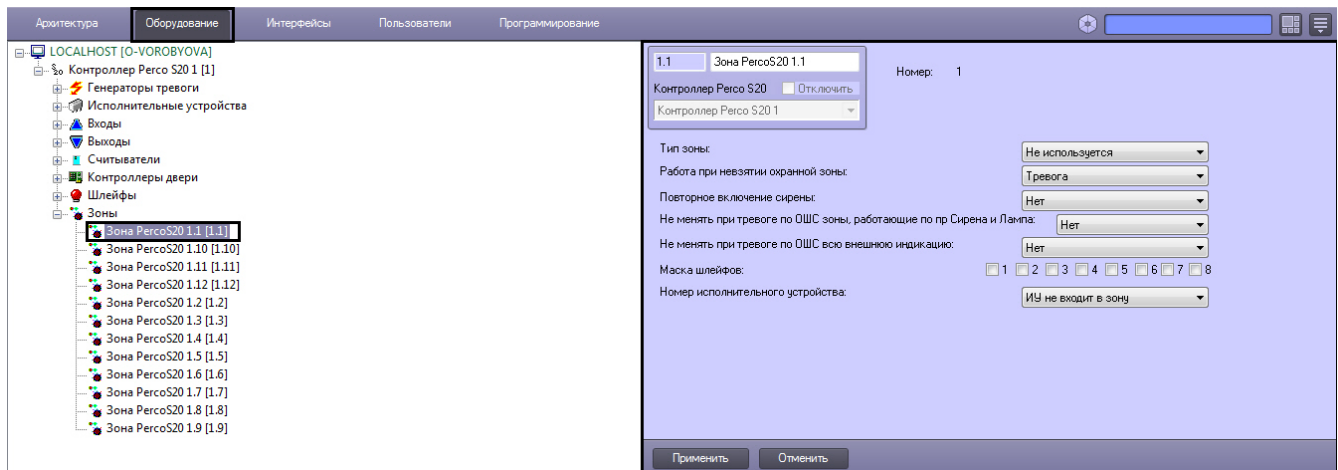 Архитектура Оборудование Интерфейсы Пользователи Программирование
LOCALHOST [O-VOROBYOVA]
Контроллер Perco S20 1 [1]
Генераторы тревоги
Исполнительные устройства
Входы
Выходы
Считыватели
Контроллеры двери
Шлейфы
Зоны
Зона PercoS20 1.1 [1.1]
Зона PercoS20 1.10 [1.10]
Зона PercoS20 1.11 [1.11]
Зона PercoS20 1.12 [1.12]
Зона PercoS20 1.2 [1.2]
Зона PercoS20 1.3 [1.3]
Зона PercoS20 1.4 [1.4]
Зона PercoS20 1.5 [1.5]
Зона PercoS20 1.6 [1.6]
Зона PercoS20 1.7 [1.7]
Зона PercoS20 1.8 [1.8]
Зона PercoS20 1.9 [1.9]
1.1 Зона PercoS20 1.1
Контроллер Perco S20 Отключить
Контроллер Perco S20 1
Номер: 1
Тип зоны: Не используется
Работа при невзятии охранной зоны: Тревога
Повторное включение сирены: Нет
Не менять при тревоге по ОШС зоны, работающие по пр Сирена и Лампа: Нет
Не менять при тревоге по ОШС всю внешнюю индикацию: Нет
Маска шлейфов: 1 2 3 4 5 6 7 8
Номер исполнительного устройства: ИУ не входит в зону
Применить Отменить